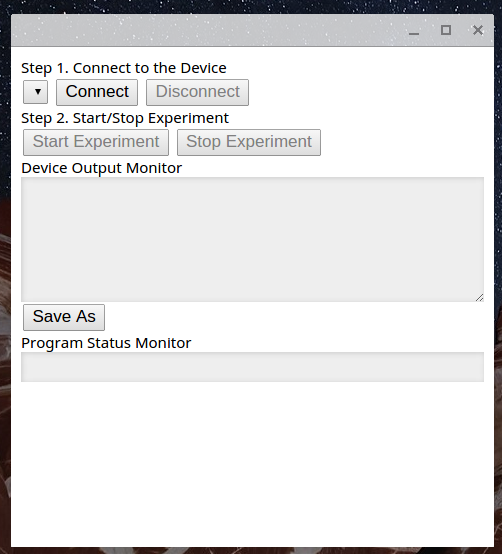 Step 1. Connect to the Device
Connect Disconnect
Step 2. Start/Stop Experiment
Start Experiment Stop Experiment
Device Output Monitor
Save As
Program Status Monitor